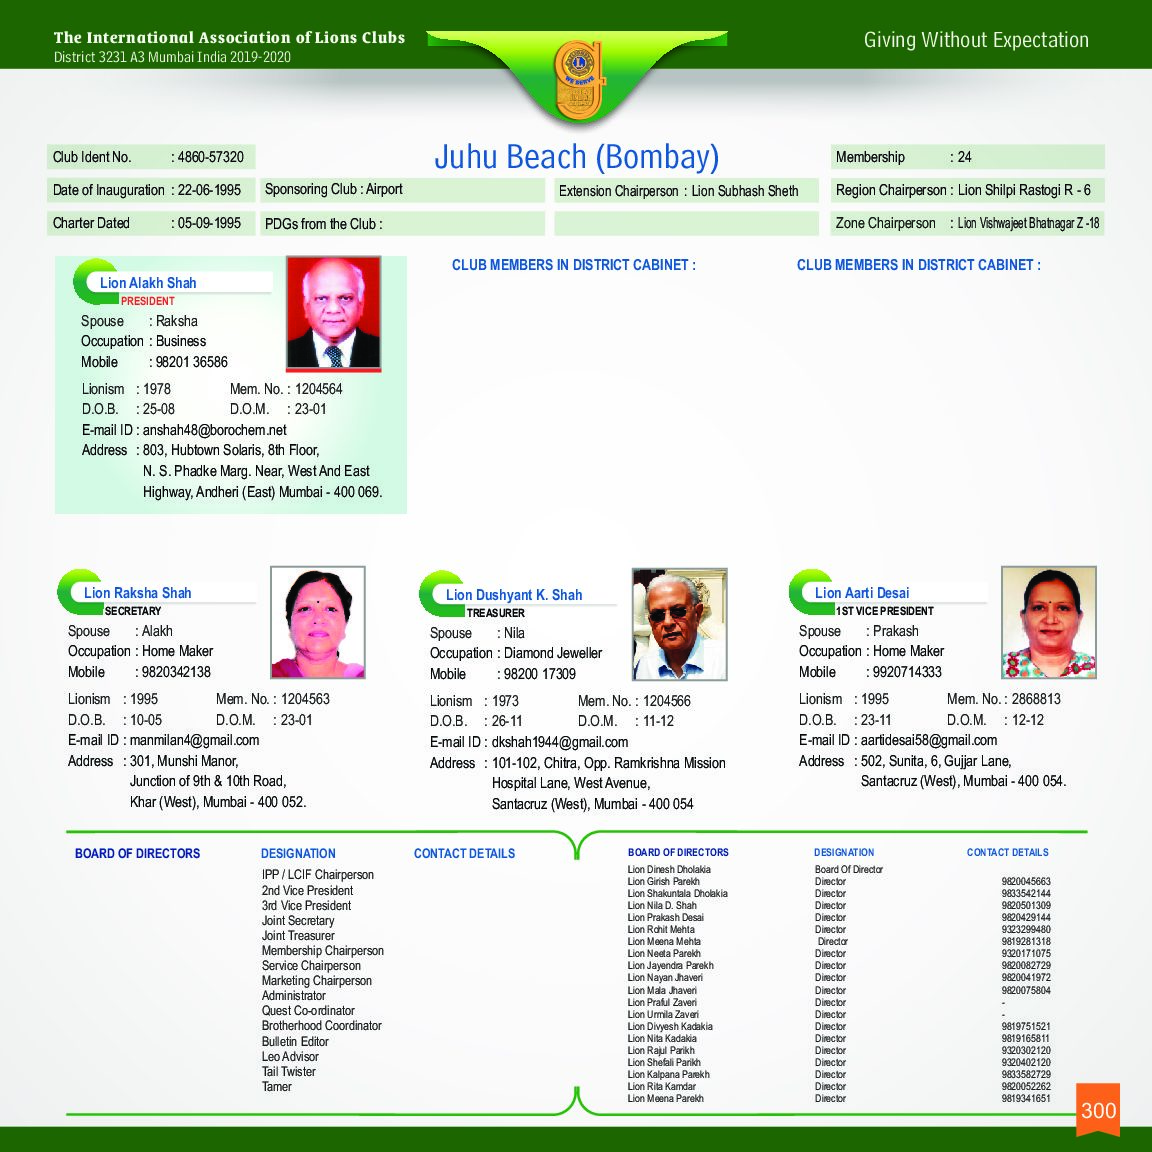 The International Association of Lions Clubs
District 3231 A3 Mumbai India 2019-2020
Giving Without Expectation
WE SERVE
Juhu Beach (Bombay)
Club Ident No. : 4860-57320
Membership : 24
Date of Inauguration : 22-06-1995
Sponsoring Club : Airport
Extension Chairperson : Lion Subhash Sheth
Region Chairperson : Lion Shilpi Rastogi R - 6
Charter Dated : 05-09-1995
PDGs from the Club :
Zone Chairperson : Lion Vishwajeet Bhatnagar Z -18
Lion Alakh Shah
PRESIDENT
Spouse : Raksha
Occupation : Business
Mobile : 98201 36586
Lionism : 1978 Mem. No. : 1204564
D.O.B. : 25-08 D.O.M. : 23-01
E-mail ID : anshah48@borochem.net
Address : 803, Hubtown Solaris, 8th Floor,
N. S. Phadke Marg. Near, West And East
Highway, Andheri (East) Mumbai - 400 069.
CLUB MEMBERS IN DISTRICT CABINET :
CLUB MEMBERS IN DISTRICT CABINET :
Lion Raksha Shah
SECRETARY
Spouse : Alakh
Occupation : Home Maker
Mobile : 9820342138
Lionism : 1995 Mem. No. : 1204563
D.O.B. : 10-05 D.O.M. : 23-01
E-mail ID : manmilan4@gmail.com
Address : 301, Munshi Manor,
Junction of 9th & 10th Road,
Khar (West), Mumbai - 400 052.
Lion Dushyant K. Shah
TREASURER
Spouse : Nila
Occupation : Diamond Jeweller
Mobile : 98200 17309
Lionism : 1973 Mem. No. : 1204566
D.O.B. : 26-11 D.O.M. : 11-12
E-mail ID : dkshah1944@gmail.com
Address : 101-102, Chitra, Opp. Ramkrishna Mission
Hospital Lane, West Avenue,
Santacruz (West), Mumbai - 400 054
Lion Aarti Desai
1ST VICE PRESIDENT
Spouse : Prakash
Occupation : Home Maker
Mobile : 9920714333
Lionism : 1995 Mem. No. : 2868813
D.O.B. : 23-11 D.O.M. : 12-12
E-mail ID : aartidesai58@gmail.com
Address : 502, Sunita, 6, Gujjar Lane,
Santacruz (West), Mumbai - 400 054.
BOARD OF DIRECTORS DESIGNATION CONTACT DETAILS
IPP / LCIF Chairperson
2nd Vice President
3rd Vice President
Joint Secretary
Joint Treasurer
Membership Chairperson
Service Chairperson
Marketing Chairperson
Administrator
Quest Co-ordinator
Brotherhood Coordinator
Bulletin Editor
Leo Advisor
Tail Twister
Tamer
BOARD OF DIRECTORS DESIGNATION CONTACT DETAILS
Lion Dinesh Dholakia Board Of Director
Lion Girish Parekh Director 9820045663
Lion Shakuntala Dholakia Director 9833542144
Lion Nila D. Shah Director 9820501309
Lion Prakash Desai Director 9820429144
Lion Rohit Mehta Director 9323299480
Lion Meena Mehta Director 9819281318
Lion Neeta Parekh Director 9320171075
Lion Jayendra Parekh Director 9820082729
Lion Nayan Jhaveri Director 9820041972
Lion Mala Jhaveri Director 9820075804
Lion Praful Zaveri Director -
Lion Urmila Zaveri Director -
Lion Divyesh Kadakia Director 9819751521
Lion Nita Kadakia Director 9819165811
Lion Rajul Parikh Director 9320302120
Lion Shefali Parikh Director 9320402120
Lion Kalpana Parekh Director 9833582729
Lion Rita Kamdar Director 9820052262
Lion Meena Parekh Director 9819341651
300